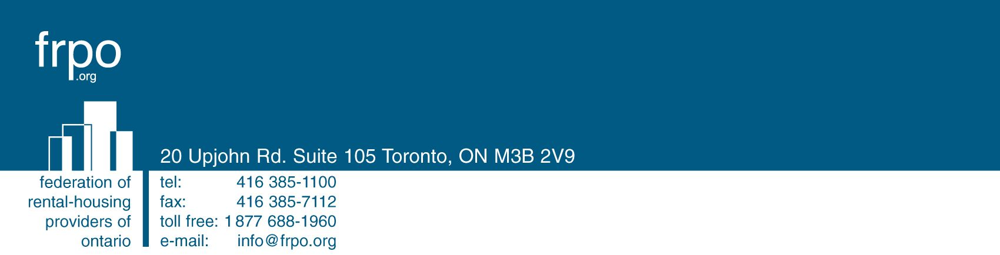 frpo
.org
20 Upjohn Rd. Suite 105 Toronto, ON M3B 2V9
federation of
rental-housing
providers of
ontario
tel: 416 385-1100
fax: 416 385-7112
toll free: 1 877 688-1960
e-mail: info@frpo.org